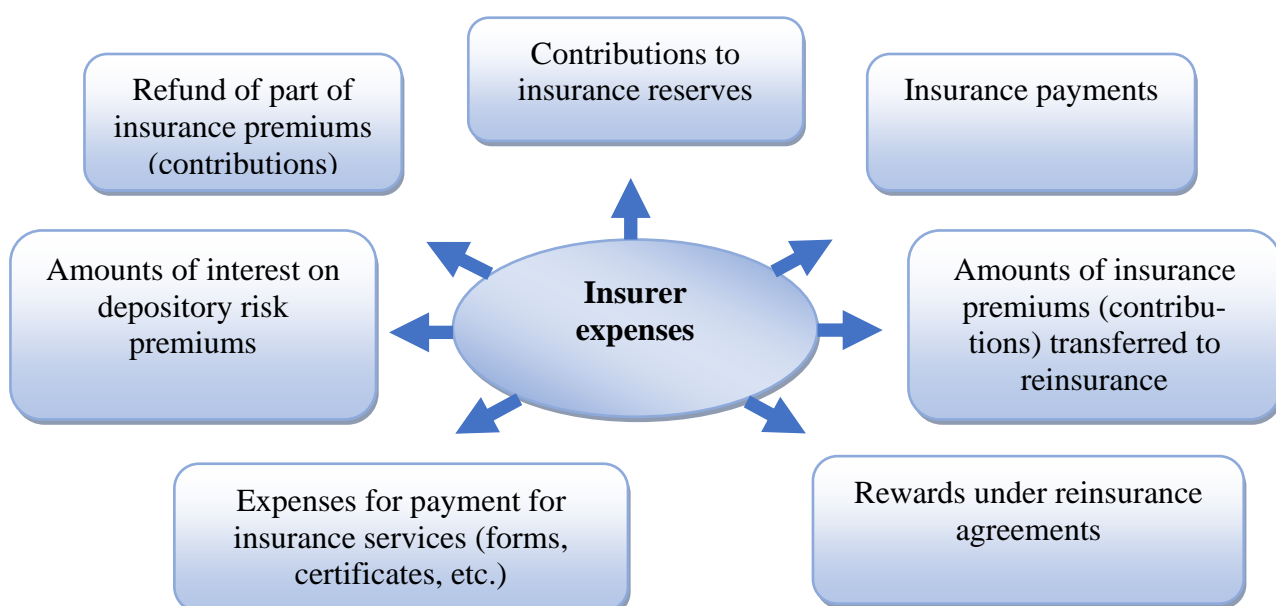 Contributions to
insurance reserves
Refund of part of
insurance premiums
(contributions)
Insurance payments
Amounts of interest on
depository risk
premiums
Insurer
expenses
Amounts of insurance
premiums (contribu-
tions) transferred to
reinsurance
Expenses for payment for
insurance services (forms,
certificates, etc.)
Rewards under reinsurance
agreements